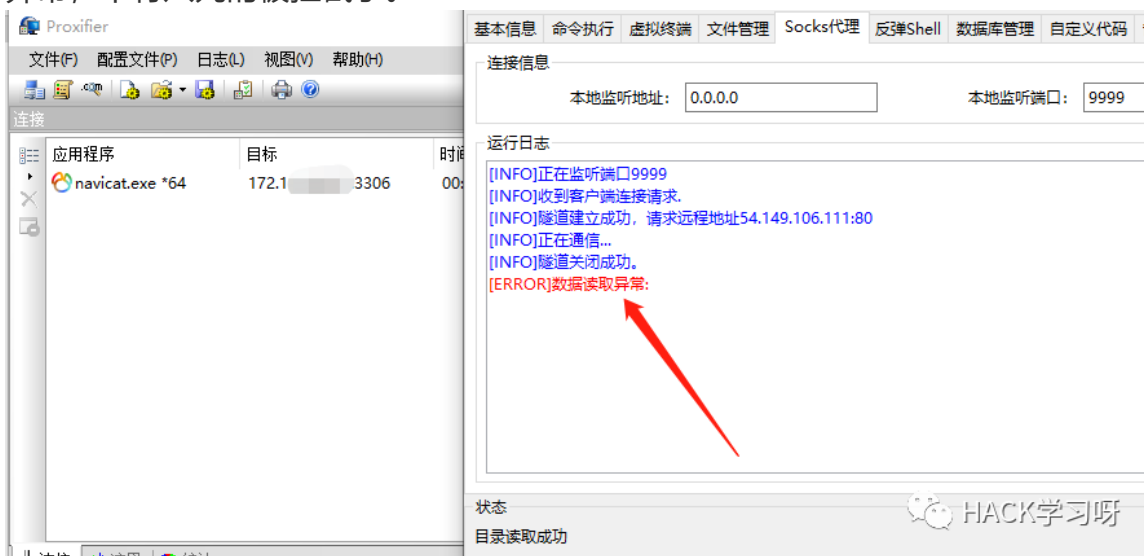 Proxifier
文件(F) 配置文件(P) 日志(L) 视图(V) 帮助(H)
连接
应用程序 目标 时间
navicat.exe *64 172.1 3306 00:
基本信息 命令执行 虚拟终端 文件管理 Socks代理 反弹Shell 数据库管理 自定义代码
连接信息
本地监听地址： 0.0.0.0 本地监听端口： 9999
运行日志
[INFO]正在监听端口9999
[INFO]收到客户端连接请求.
[INFO]隧道建立成功，请求远程地址54.149.106.111:80
[INFO]正在通信...
[INFO]隧道关闭成功。
[ERROR]数据读取异常:
状态
目录读取成功
HACK学习呀